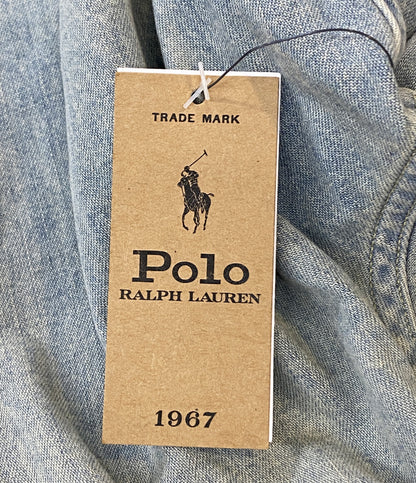 TRADE MARK
Polo
RALPH LAUREN
1967